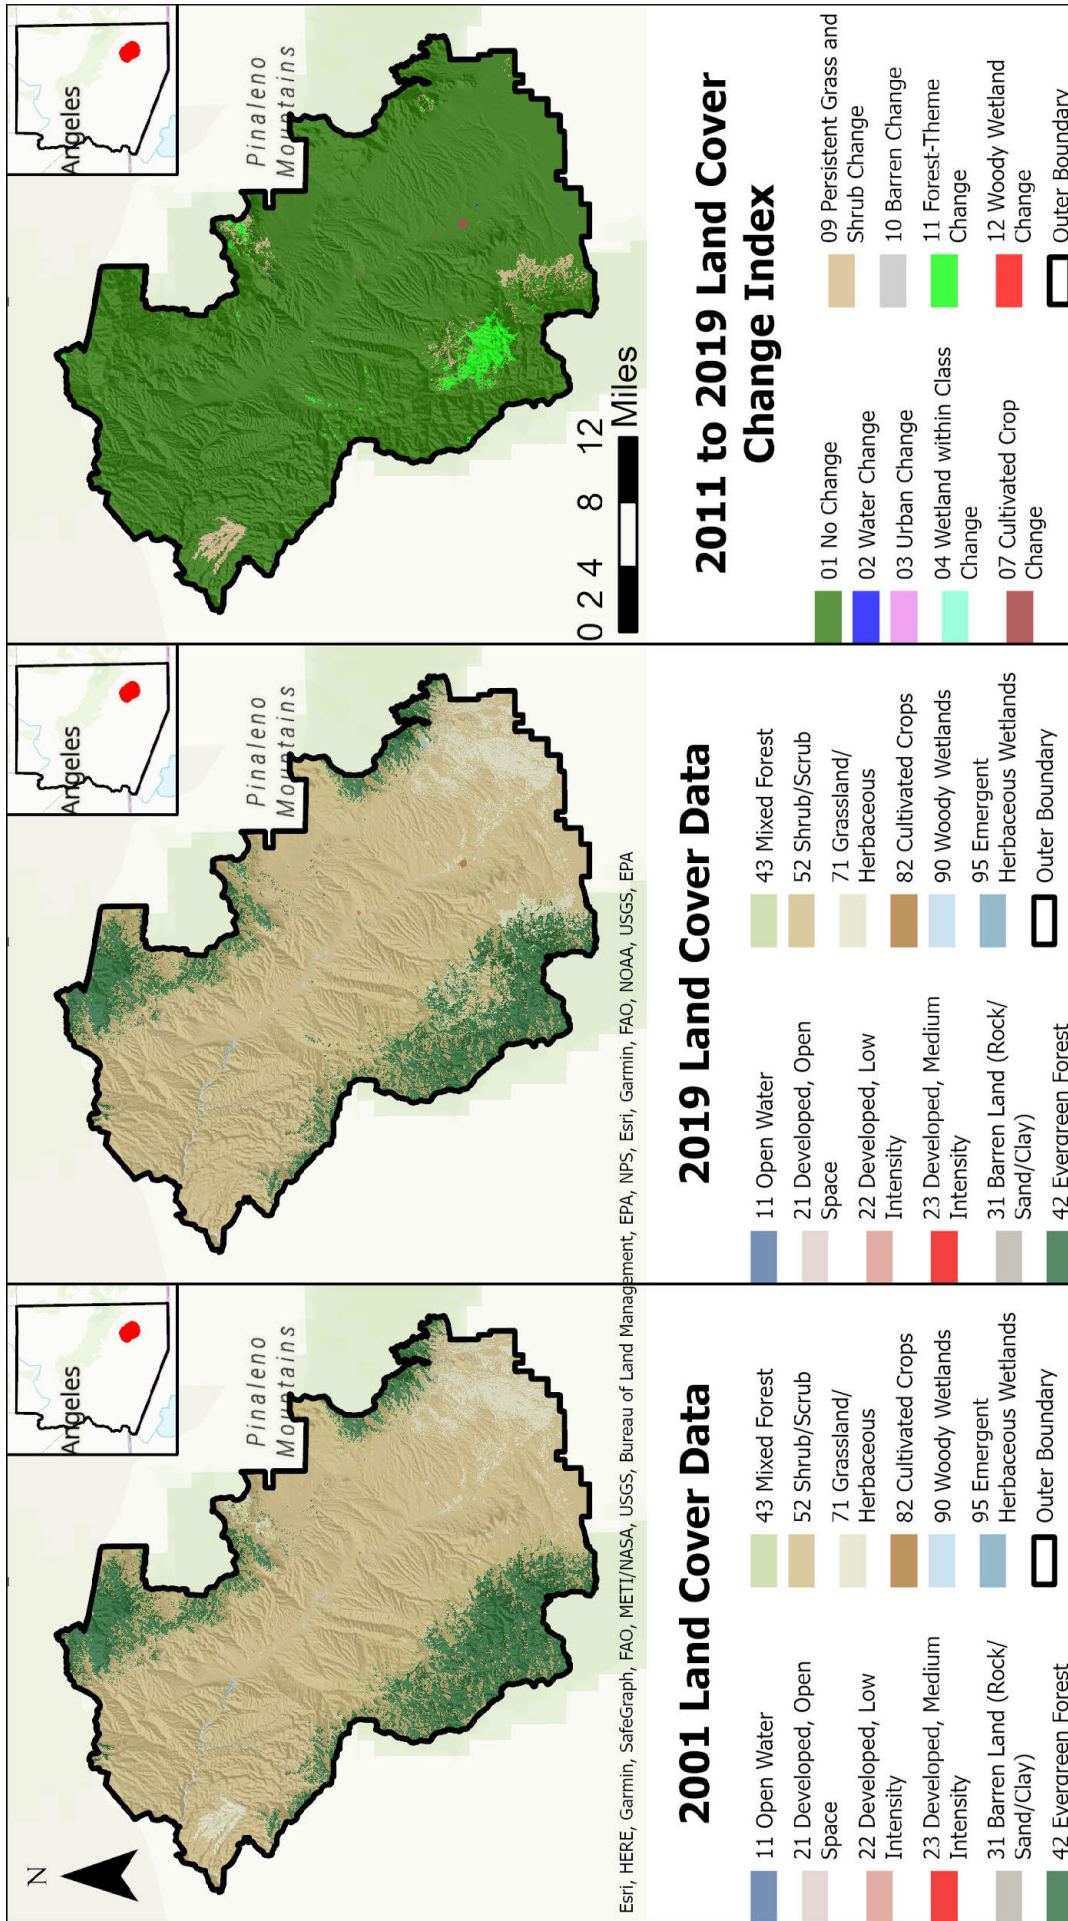 N
Angeles
Pinaleno
Mountains
Esri, HERE, Garmin, SafeGraph, FAO, METI/NASA, USGS, Bureau of Land Management, EPA, NPS, Esri, Garmin, FAO, NOAA, USGS, EPA
2001 Land Cover Data
11 Open Water
21 Developed, Open
Space
22 Developed, Low
Intensity
23 Developed, Medium
Intensity
31 Barren Land (Rock/
Sand/Clay)
42 Evergreen Forest
43 Mixed Forest
52 Shrub/Scrub
71 Grassland/
Herbaceous
82 Cultivated Crops
90 Woody Wetlands
95 Emergent
Herbaceous Wetlands
Outer Boundary
Angeles
Pinaleno
Mountains
2019 Land Cover Data
11 Open Water
21 Developed, Open
Space
22 Developed, Low
Intensity
23 Developed, Medium
Intensity
31 Barren Land (Rock/
Sand/Clay)
42 Evergreen Forest
43 Mixed Forest
52 Shrub/Scrub
71 Grassland/
Herbaceous
82 Cultivated Crops
90 Woody Wetlands
95 Emergent
Herbaceous Wetlands
Outer Boundary
Angeles
Pinaleno
Mountains
0 2 4 8 12
Miles
2011 to 2019 Land Cover
Change Index
01 No Change
02 Water Change
03 Urban Change
04 Wetland within Class
Change
07 Cultivated Crop
Change
09 Persistent Grass and
Shrub Change
10 Barren Change
11 Forest-Theme
Change
12 Woody Wetland
Change
Outer Boundary